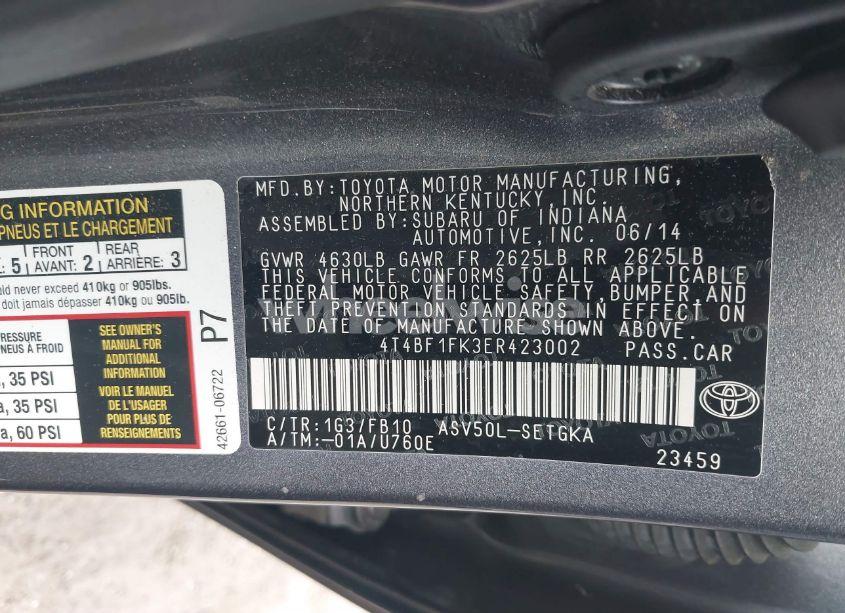 G INFORMATION
PNEUS ET LE CHARGEMENT
: 5 FRONT AVANT: 2 REAR ARRIÈRE: 3
uld never exceed 410kg or 905lbs.
doit jamais dépasser 410kg ou 905lb.
PRESSURE
NEUS À FROID
, 35 PSI
a, 35 PSI
a, 60 PSI
SEE OWNER'S
MANUAL FOR
ADDITIONAL
INFORMATION
VOIR LE MANUEL
DE L'USAGER
POUR PLUS DE
RENSEIGNEMENTS
P7
42661-06722
MFD.BY:TOYOTA MOTOR MANUFACTURING,
NORTHERN KENTUCKY, INC.
ASSEMBLED BY:SUBARU OF INDIANA
AUTOMOTIVE, INC. 06/14
GVWR 4630LB GAWR FR 2625LB RR 2625LB
THIS VEHICLE CONFORMS TO ALL APPLICABLE
FEDERAL MOTOR VEHICLE SAFETY, BUMPER, AND
THEFT PREVENTION STANDARDS IN EFFECT ON
THE DATE OF MANUFACTURE SHOWN ABOVE.
4T4BF1FK3ER423002 PASS.CAR
C/TR:1G3/FB10 ASV50L-SETGKA
A/TM:-01A/U760E
23459